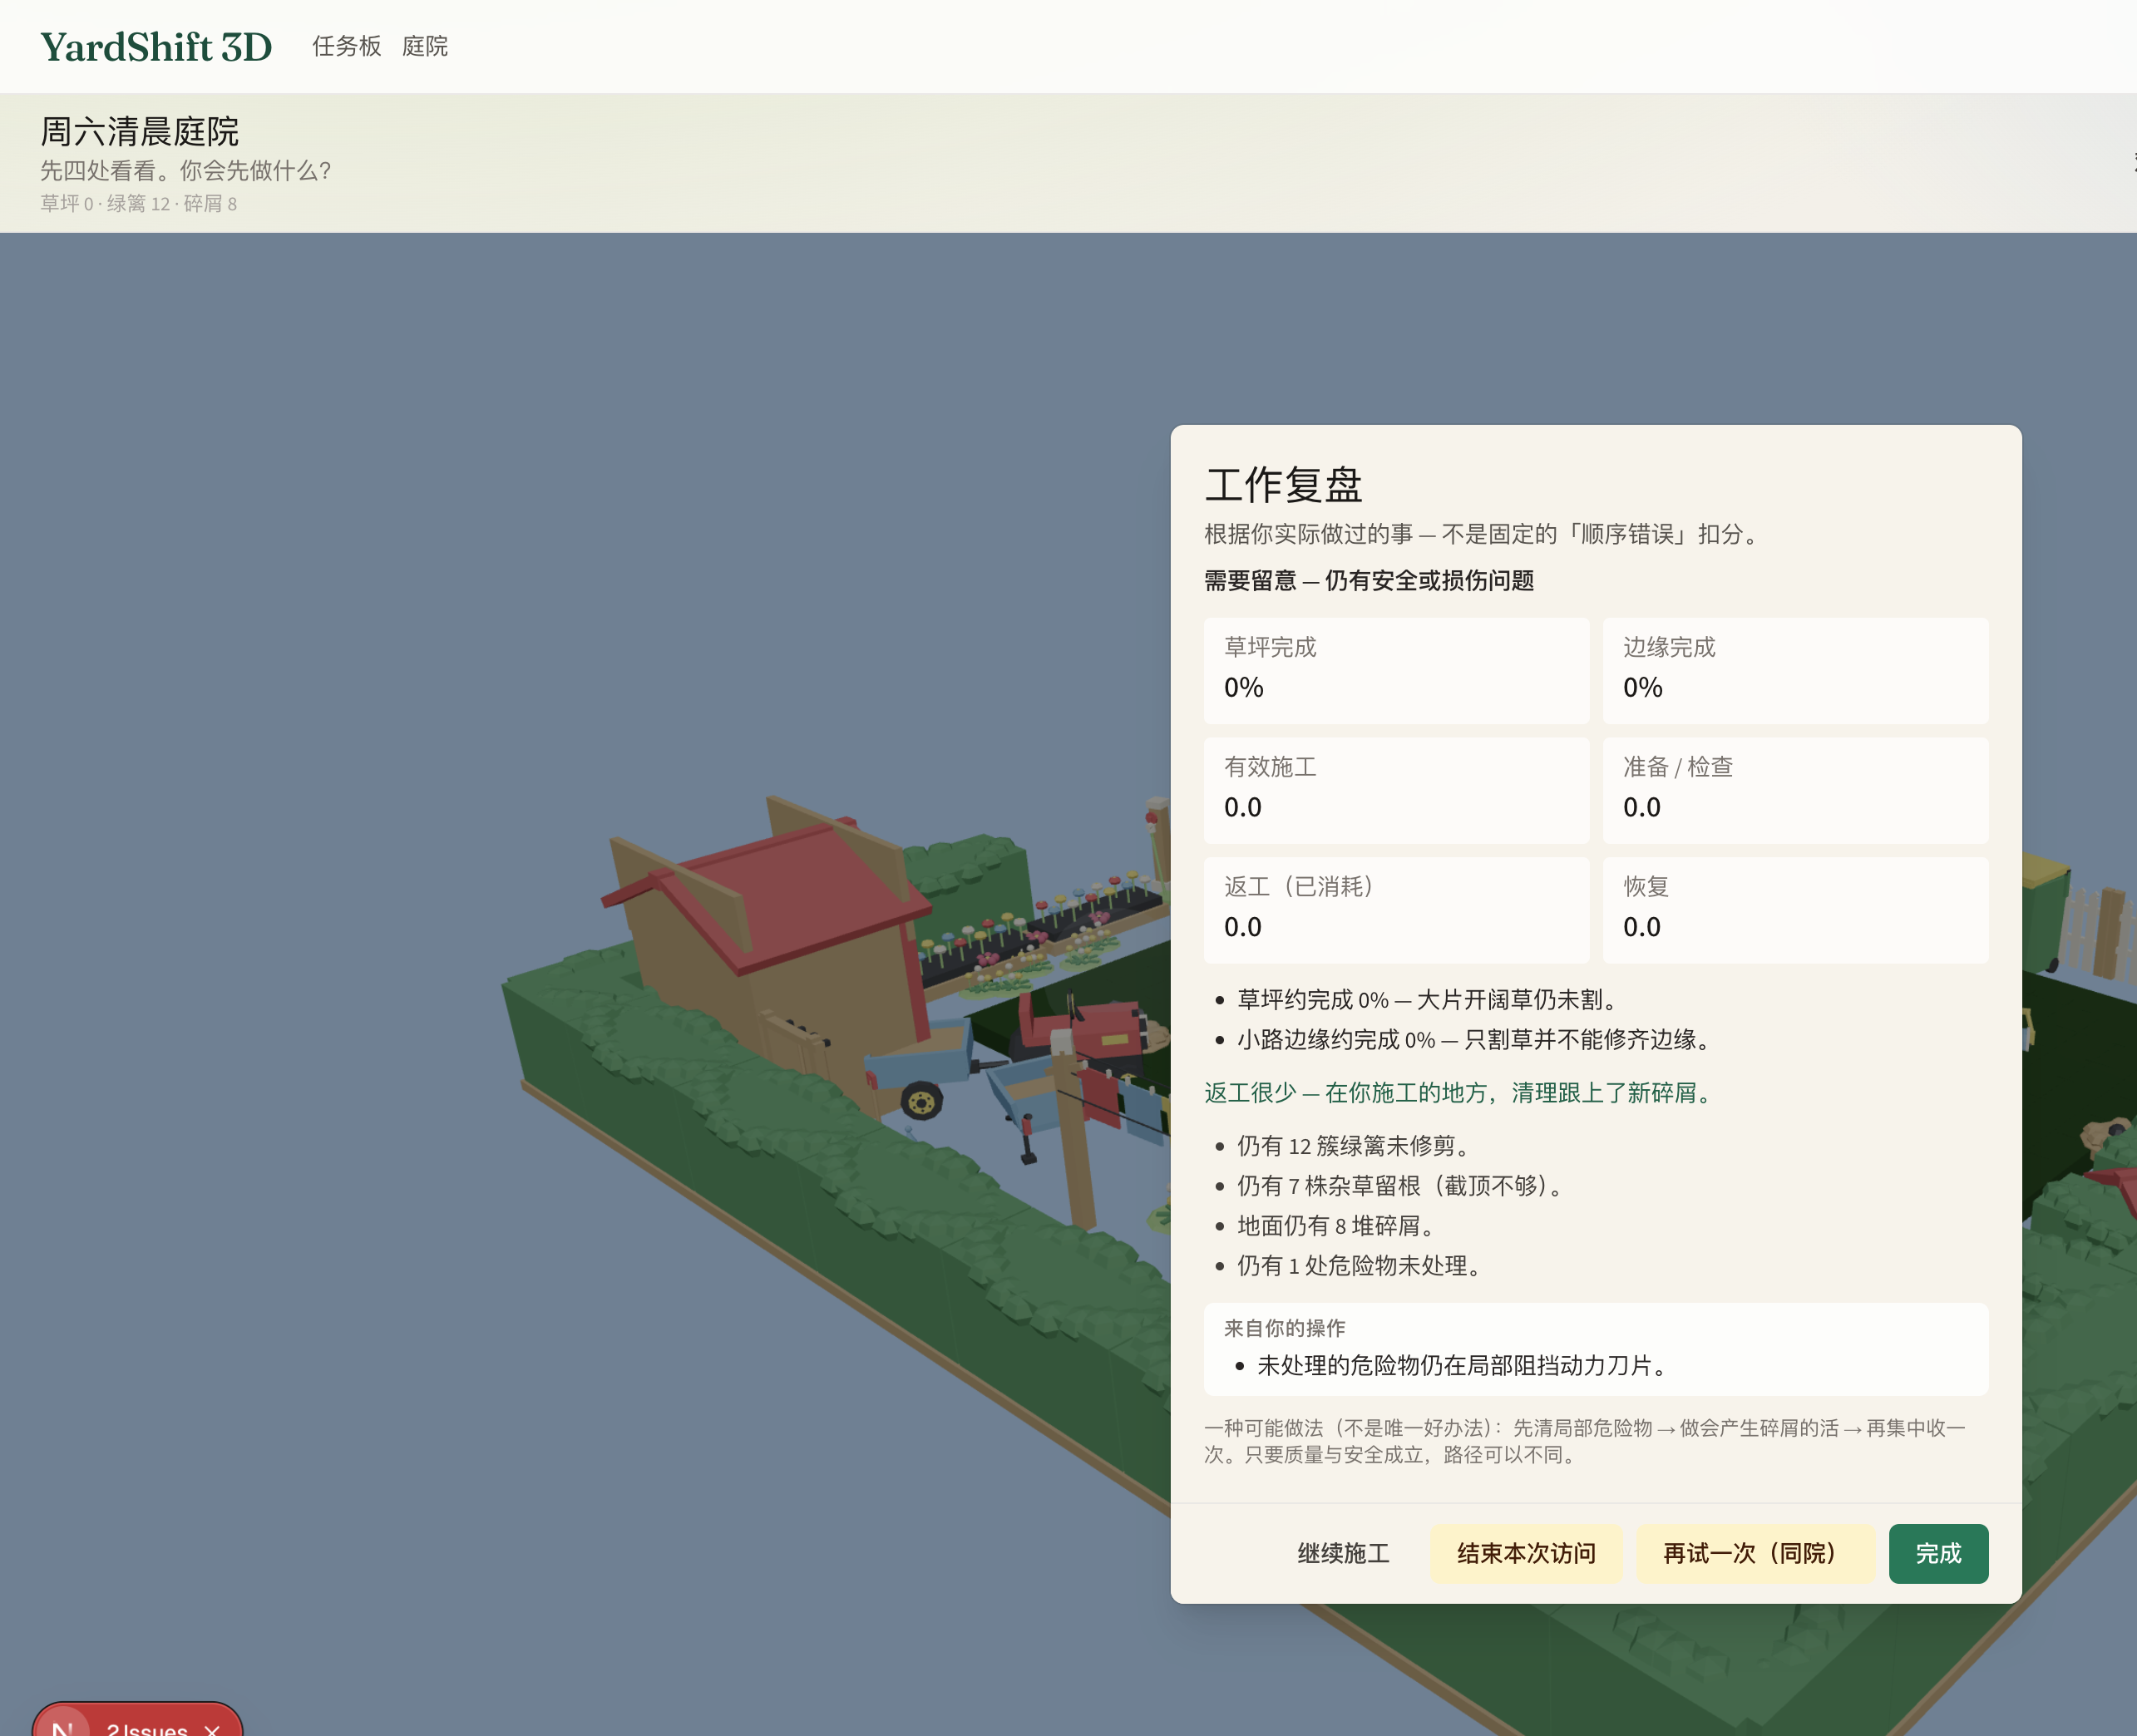 YardShift 3D
任务板 庭院
周六清晨庭院
先四处看看。你会先做什么?
草坪 0 · 绿篱 12 · 碎屑 8
工作复盘
根据你实际做过的事 — 不是固定的「顺序错误」扣分。
需要留意 — 仍有安全或损伤问题
草坪完成
0%
边缘完成
0%
有效施工
0.0
准备 / 检查
0.0
返工（已消耗）
0.0
恢复
0.0
• 草坪约完成 0% — 大片开阔草仍未割。
• 小路边缘约完成 0% — 只割草并不能修齐边缘。
返工很少 — 在你施工的地方，清理跟上了新碎屑。
• 仍有 12 簇绿篱未修剪。
• 仍有 7 株杂草留根（截顶不够）。
• 地面仍有 8 堆碎屑。
• 仍有 1 处危险物未处理。
来自你的操作
• 未处理的危险物仍在局部阻挡动力刀片。
一种可能做法（不是唯一好办法）：先清局部危险物 → 做会产生碎屑的活 → 再集中收一
次。只要质量与安全成立，路径可以不同。
继续施工 结束本次访问 再试一次（同院） 完成
N 2 Issues ×